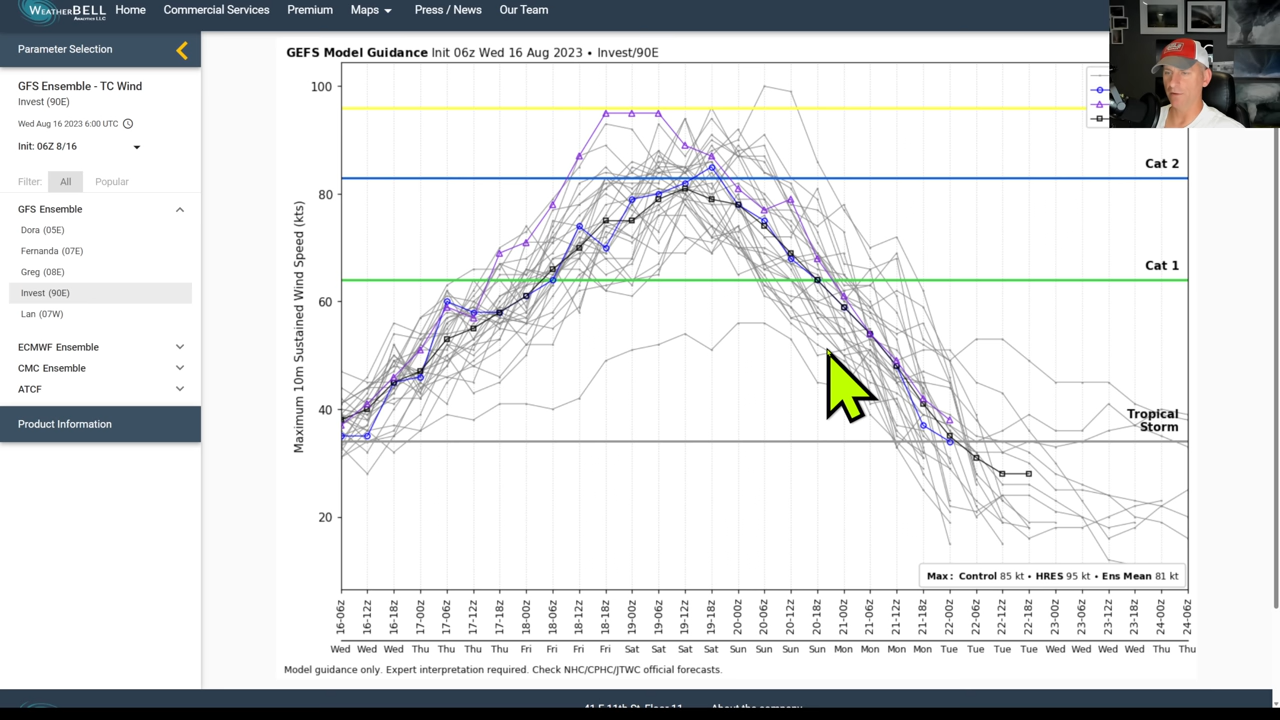 WEATHERBELL
ANALYTICS LLC
Home
Commercial Services
Premium
Maps
Press / News
Our Team
Parameter Selection
GFS Ensemble - TC Wind
Invest (90E)
Wed Aug 16 2023 6:00 UTC
Init: 06Z 8/16
Filter: All Popular
GFS Ensemble
Dora (05E)
Fernanda (07E)
Greg (08E)
Invest (90E)
Lan (07W)
ECMWF Ensemble
CMC Ensemble
ATCF
Product Information
GEFS Model Guidance Init 06z Wed 16 Aug 2023 • Invest/90E
Maximum 10m Sustained Wind Speed (kts)
100
80
60
40
20
Cat 2
Cat 1
Tropical
Storm
Max: Control 85 kt • HRES 95 kt • Ens Mean 81 kt
16-06z 16-12z 16-18z 17-00z 17-06z 17-12z 17-18z 18-00z 18-06z 18-12z 18-18z 19-00z 19-06z 19-12z 19-18z 20-00z 20-06z 20-12z 20-18z 21-00z 21-06z 21-12z 21-18z 22-00z 22-06z 22-12z 22-18z 23-00z 23-06z 23-12z 23-18z 24-00z 24-06z
Wed Wed Wed Thu Thu Thu Thu Fri Fri Fri Fri Sat Sat Sat Sat Sun Sun Sun Sun Mon Mon Mon Mon Tue Tue Tue Tue Wed Wed Wed Wed Thu Thu
Model guidance only. Expert interpretation required. Check NHC/CPHC/JTWC official forecasts.
41 E 11th St. Floor 11
About the company